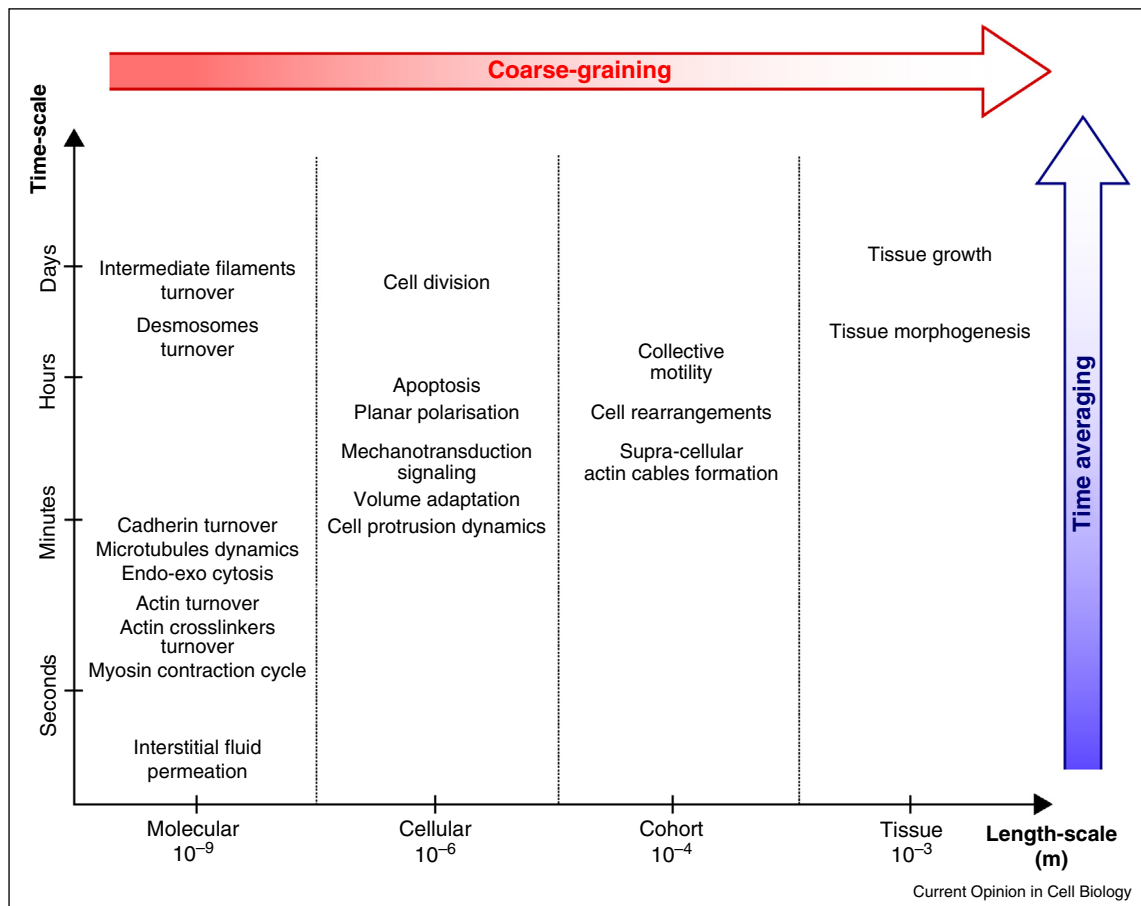 Coarse-graining
Time-scale
Days
Hours
Minutes
Seconds
Intermediate filaments
turnover
Desmosomes
turnover
Cadherin turnover
Microtubules dynamics
Endo-exo cytosis
Actin turnover
Actin crosslinkers
turnover
Myosin contraction cycle
Interstitial fluid
permeation
Cell division
Apoptosis
Planar polarisation
Mechanotransduction
signaling
Volume adaptation
Cell protrusion dynamics
Collective
motility
Cell rearrangements
Supra-cellular
actin cables formation
Tissue growth
Tissue morphogenesis
Time averaging
Molecular
10⁻⁹
Cellular
10⁻⁶
Cohort
10⁻⁴
Tissue
10⁻³
Length-scale
(m)
Current Opinion in Cell Biology